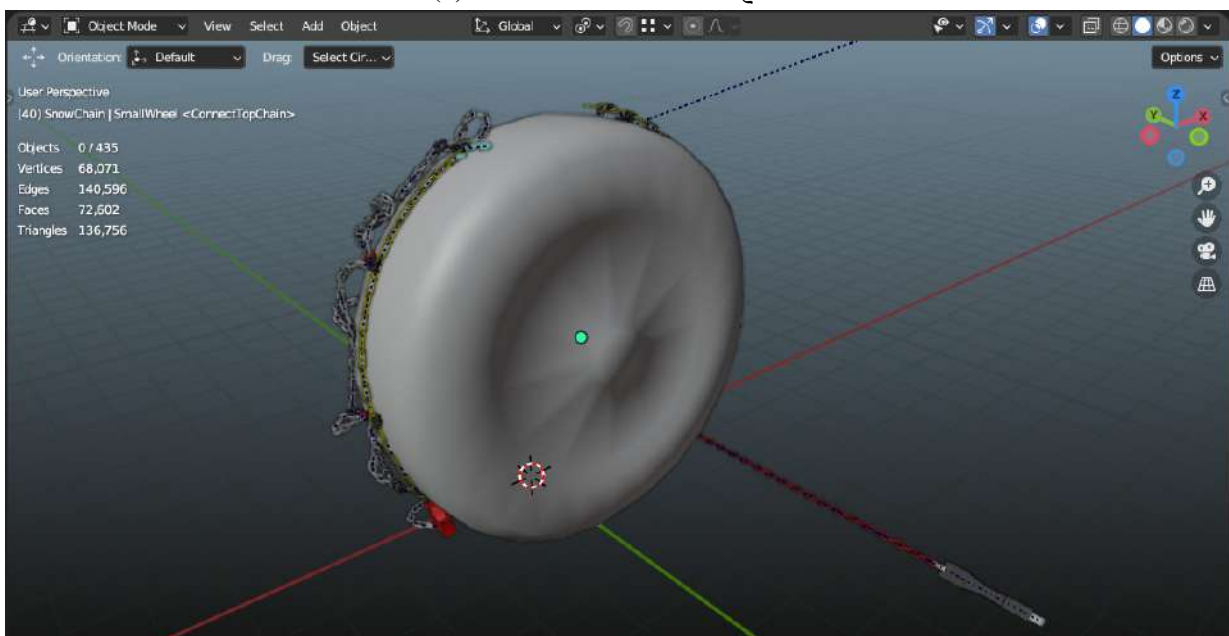 Object Mode View Select Add Object Global
Orientation: Default Drag: Select Cir... Options
User Perspective
(40) SnowChain | SmallWheel <ConnectTopChain>
Objects 0 / 435
Vertices 68,071
Edges 140,596
Faces 72,602
Triangles 136,756
Z
Y
X